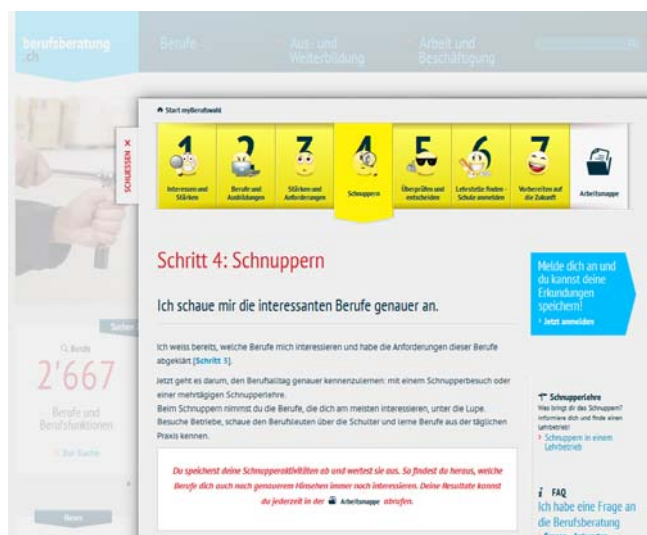 berufsberatung
.ch
Berufe
Aus- und
Weiterbildung
Arbeit und
Beschäftigung
Start myBerufswahl
SCHLIESSEN X
1
Interessen und
Stärken
2
Berufe und
Ausbildungen
3
Stärken und
Anforderungen
4
Schnuppern
5
Überprüfen und
entscheiden
6
Lehrstelle finden -
Schule anmelden
7
Vorbereiten auf
die Zukunft
Arbeitsmappe
Schritt 4: Schnuppern
Ich schaue mir die interessanten Berufe genauer an.
Ich weiss bereits, welche Berufe mich interessieren und habe die Anforderungen dieser Berufe
abgeklärt [Schritt 3].
Jetzt geht es darum, den Berufsalltag genauer kennenzulernen: mit einem Schnupperbesuch oder
einer mehrtägigen Schnupperlehre.
Beim Schnuppern nimmst du die Berufe, die dich am meisten interessieren, unter die Lupe.
Besuche Betriebe, schaue den Berufsleuten über die Schulter und lerne Berufe aus der täglichen
Praxis kennen.
Du speicherst deine Schnupperaktivitäten ab und wertest sie aus. So findest du heraus, welche
Berufe dich auch nach genauerem Hinsehen immer noch interessieren. Deine Resultate kannst
du jederzeit in der Arbeitsmappe abrufen.
Melde dich an und
du kannst deine
Erkundungen
speichern!
› Jetzt anmelden
Schnupperlehre
Was bringt dir das Schnuppern?
Informiere dich und finde einen
Lehrbetrieb!
› Schnuppern in einem
Lehrbetrieb
i FAQ
Ich habe eine Frage an
die Berufsberatung
Suchen
Berufe
2'667
Berufe und
Berufsfunktionen
› Zur Suche
News